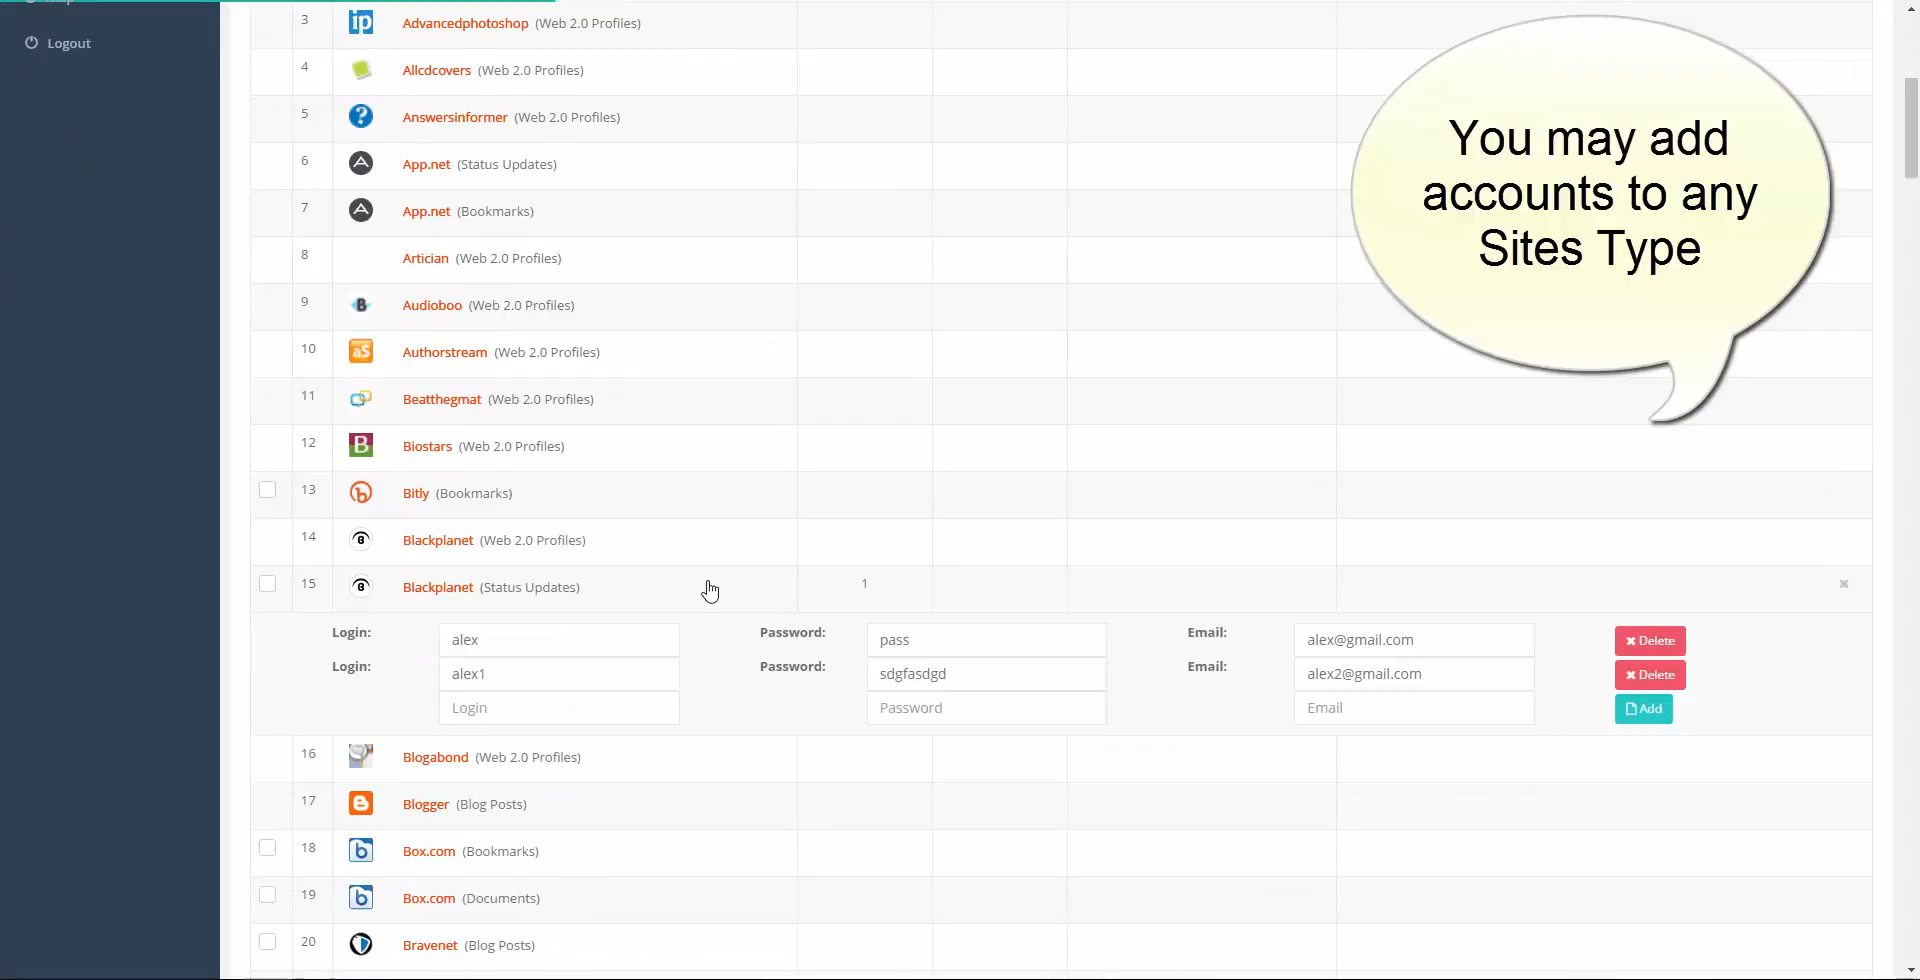 Logout
3 Advancedphotoshop (Web 2.0 Profiles)
4 Allcdcovers (Web 2.0 Profiles)
5 Answersinformer (Web 2.0 Profiles)
6 App.net (Status Updates)
7 App.net (Bookmarks)
8 Artician (Web 2.0 Profiles)
9 Audioboo (Web 2.0 Profiles)
10 Authorstream (Web 2.0 Profiles)
11 Beatthegmat (Web 2.0 Profiles)
12 Biostars (Web 2.0 Profiles)
13 Bitly (Bookmarks)
14 Blackplanet (Web 2.0 Profiles)
15 Blackplanet (Status Updates) 1
Login: alex Password: pass Email: alex@gmail.com Delete
Login: alex1 Password: sdgfasdgd Email: alex2@gmail.com Delete
Login Password Email Add
16 Blogabond (Web 2.0 Profiles)
17 Blogger (Blog Posts)
18 Box.com (Bookmarks)
19 Box.com (Documents)
20 Bravenet (Blog Posts)
You may add
accounts to any
Sites Type